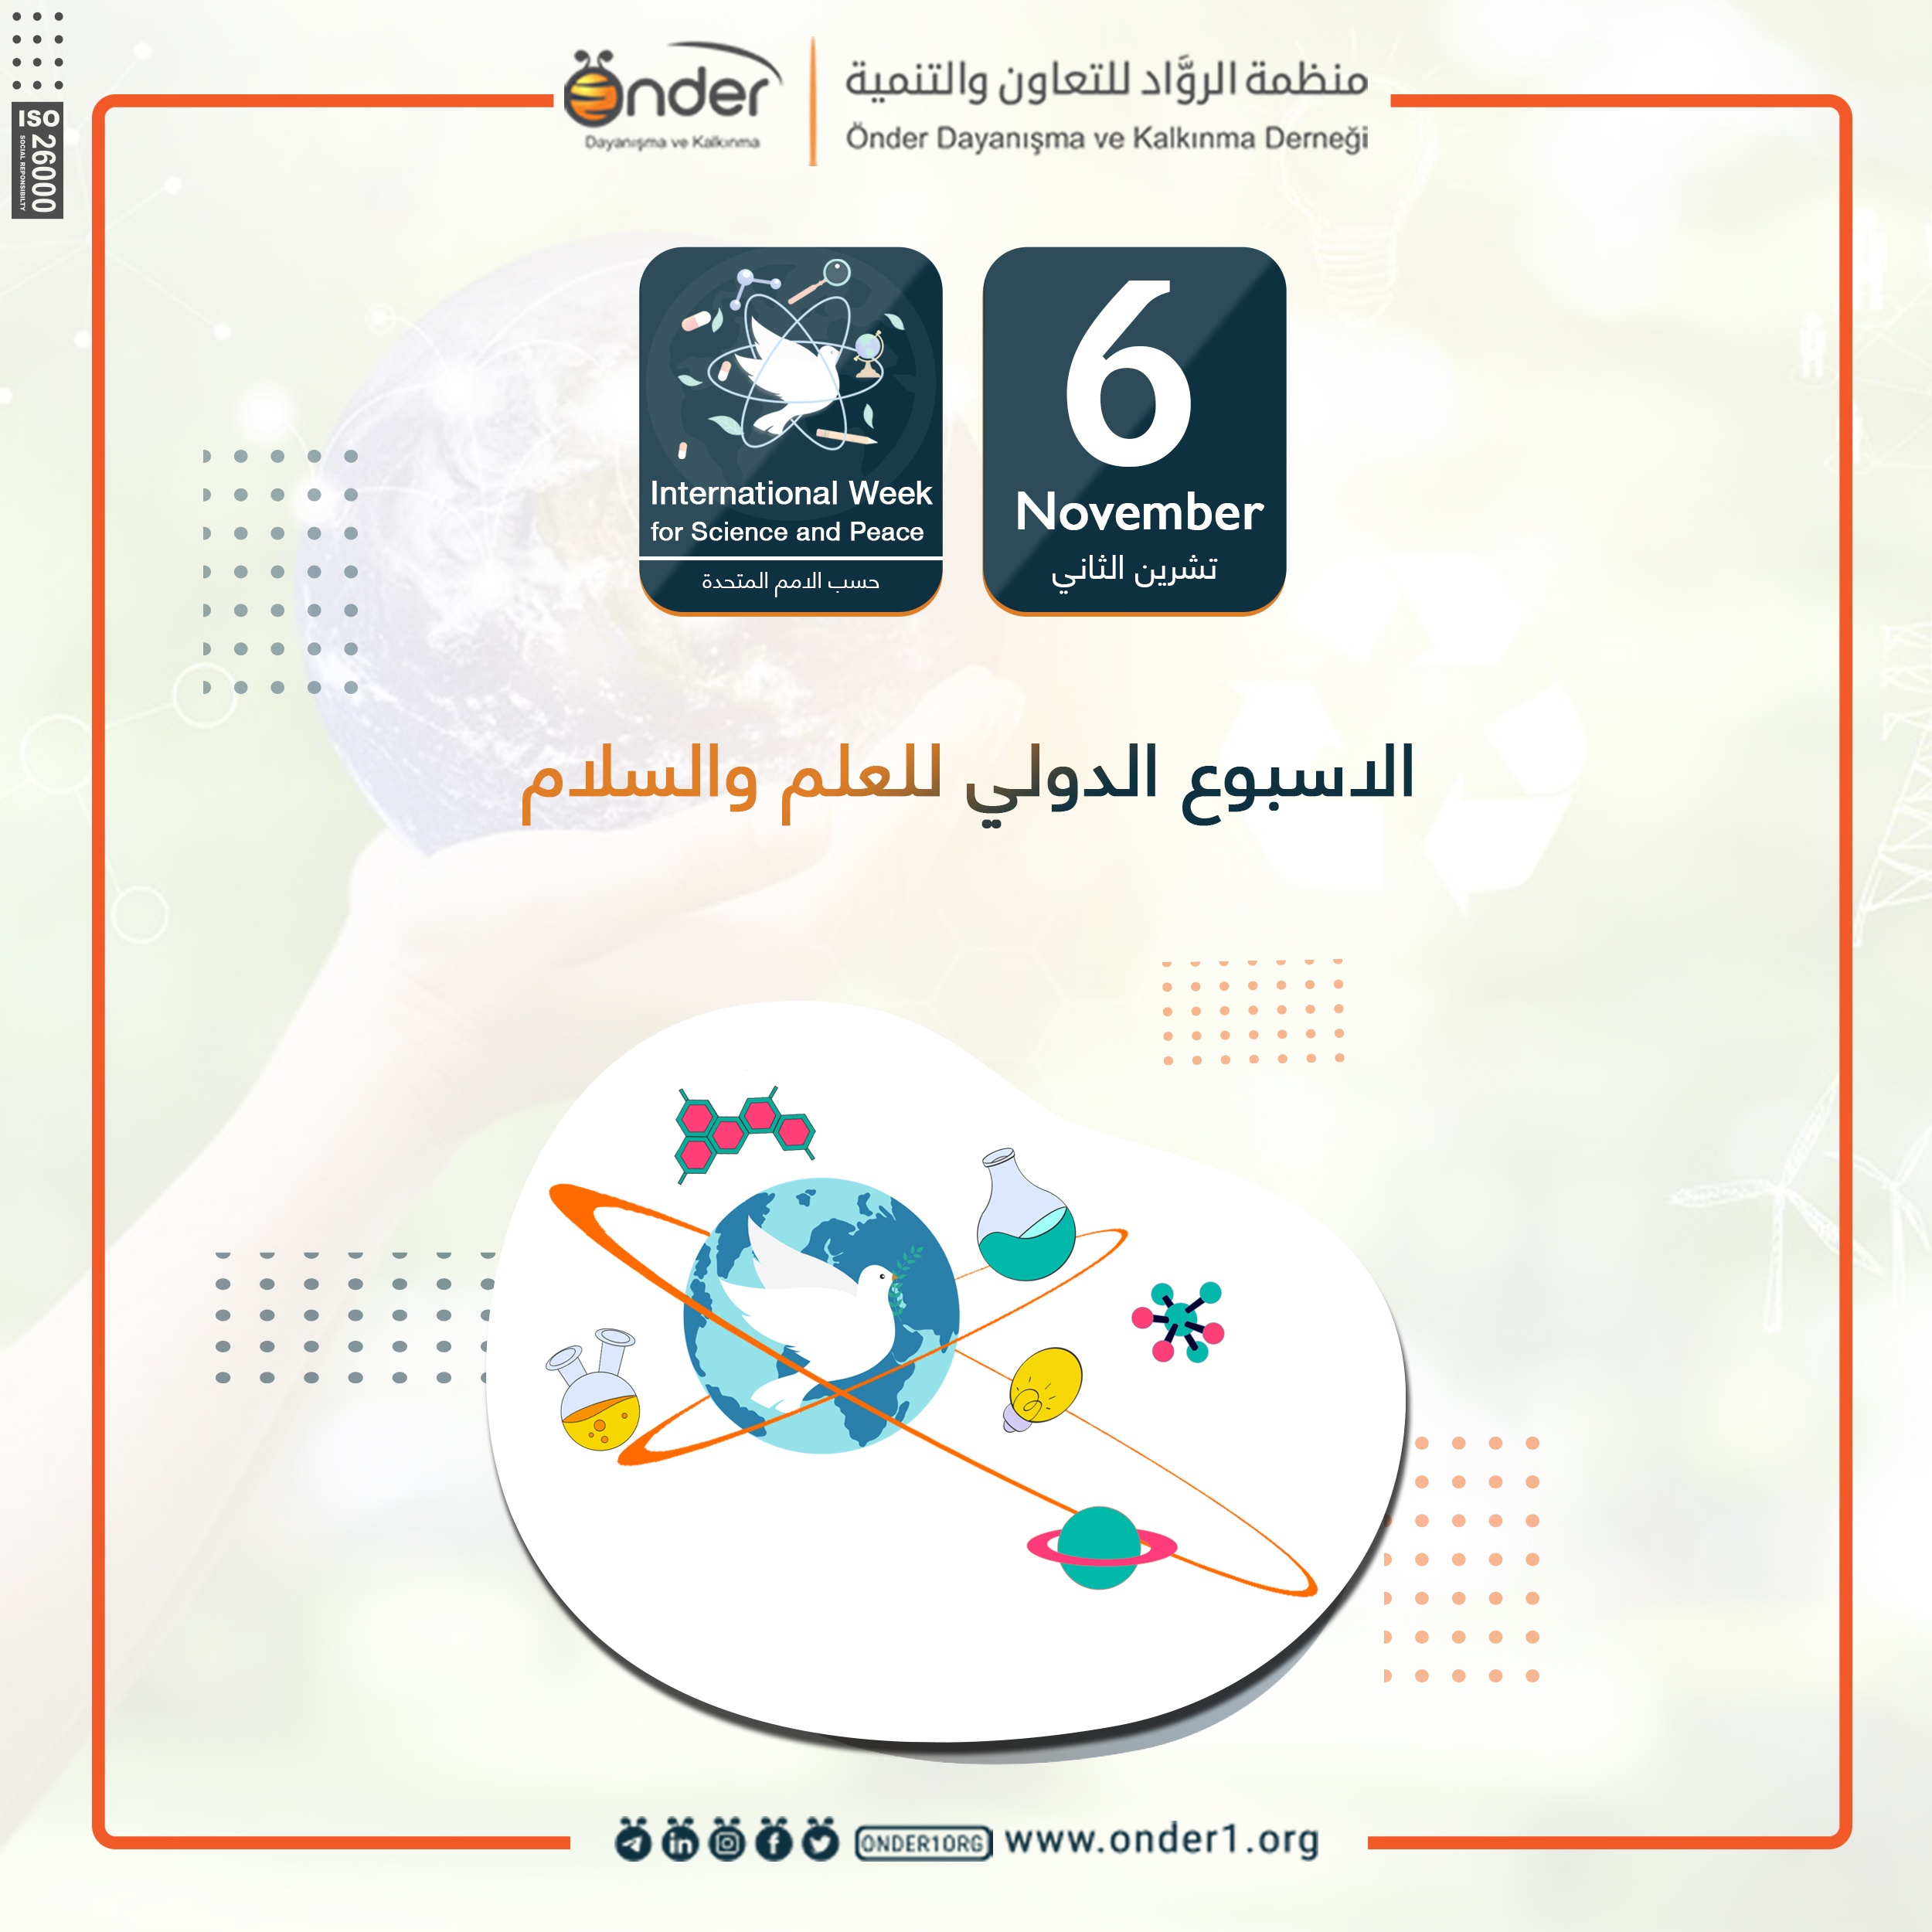 ISO
26000
SOCIAL REPONSIBILTY
önder
Dayanışma ve Kalkınma
منظمة الروَّاد للتعاون والتنمية
Önder Dayanışma ve Kalkınma Derneği
International Week
for Science and Peace
حسب الامم المتحدة
6
November
تشرين الثاني
الاسبوع الدولي للعلم والسلام
ONDER1ORG www.onder1.org